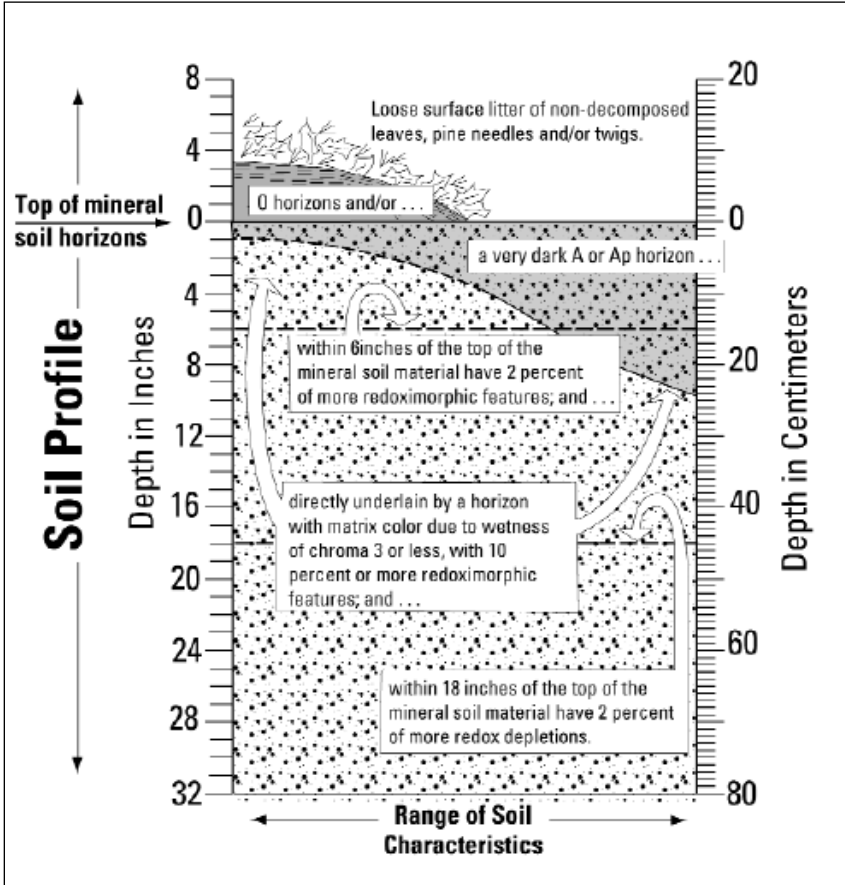 8
4
0
4
8
12
16
20
24
28
32
20
0
20
40
60
80
Loose surface litter of non-decomposed
leaves, pine needles and/or twigs.
Top of mineral
soil horizons
O horizons and/or . . .
a very dark A or Ap horizon . . .
Soil Profile
Depth in Inches
Depth in Centimeters
within 6inches of the top of the
mineral soil material have 2 percent
of more redoximorphic features; and . . .
directly underlain by a horizon
with matrix color due to wetness
of chroma 3 or less, with 10
percent or more redoximorphic
features; and . . .
within 18 inches of the top of the
mineral soil material have 2 percent
of more redox depletions.
Range of Soil
Characteristics